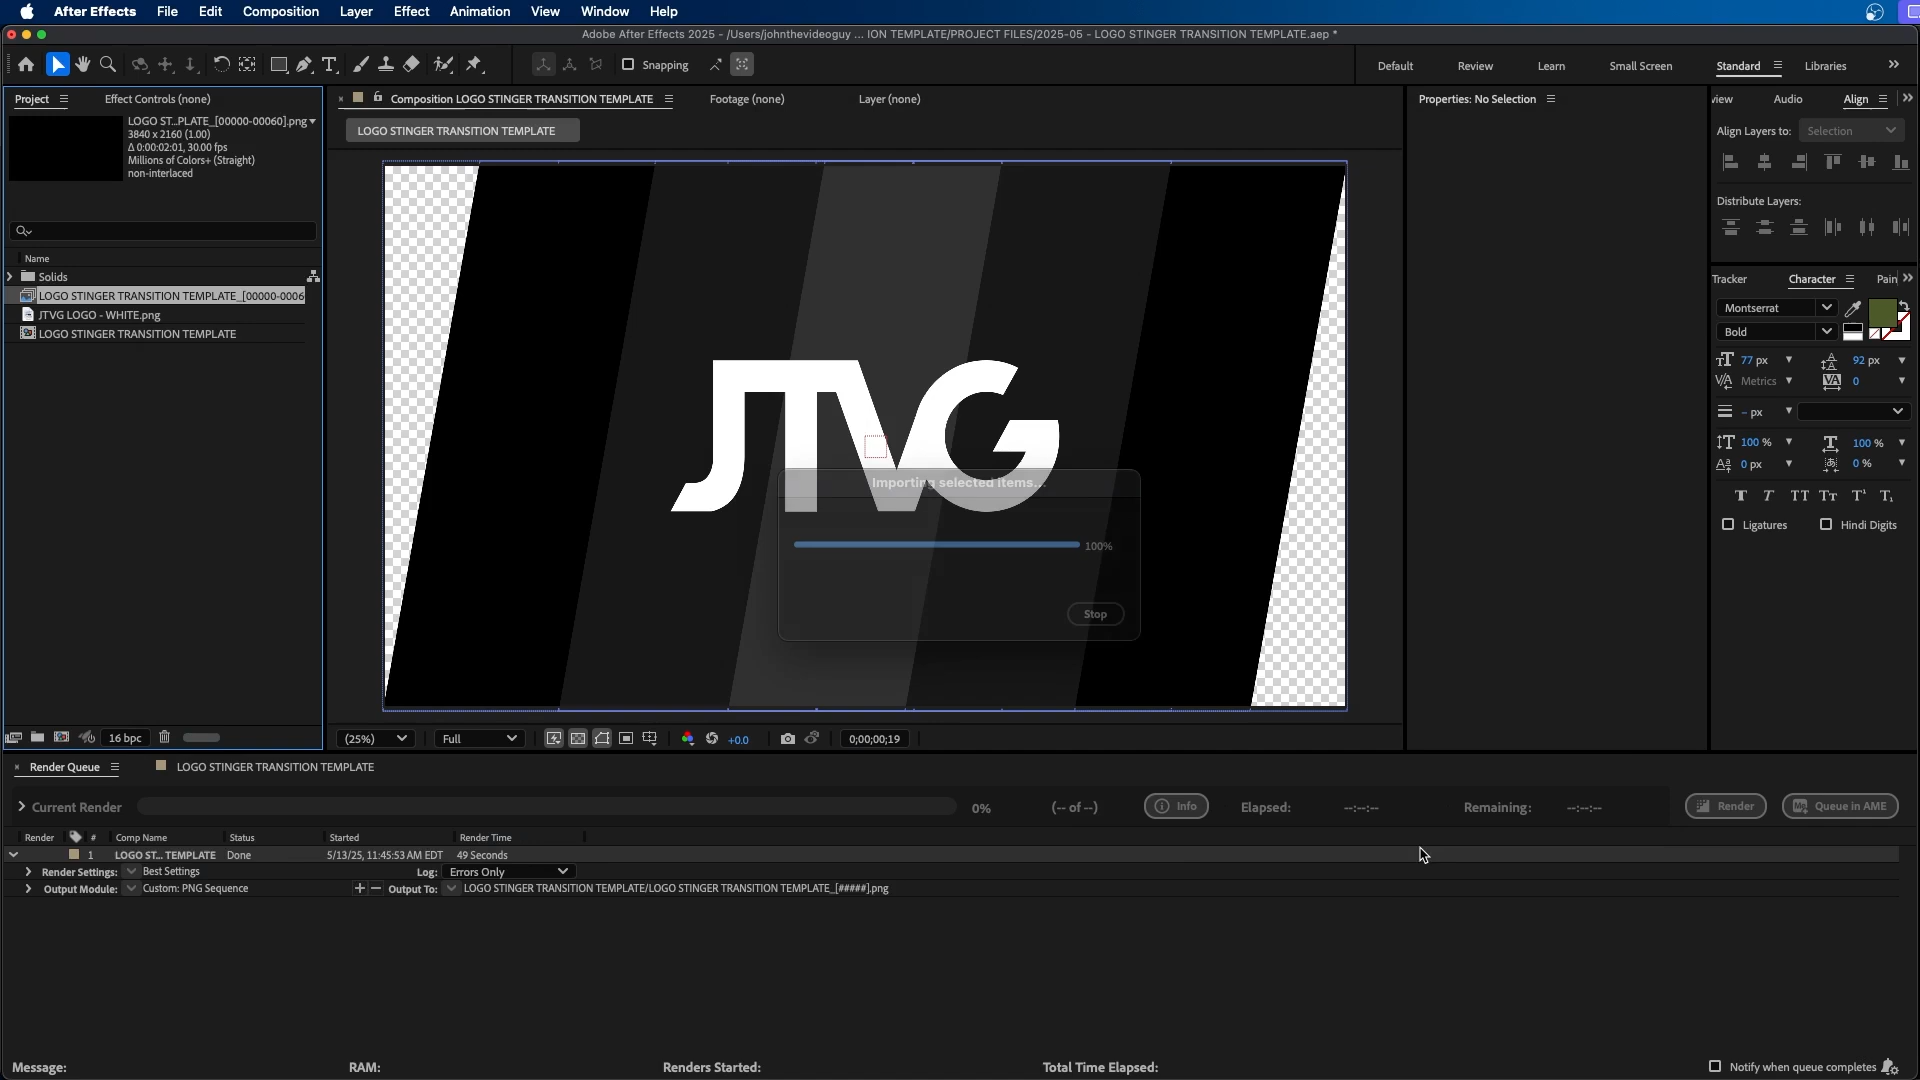 After Effects File Edit Composition Layer Effect Animation View Window Help
Adobe After Effects 2025 - /Users/johnthevideoguy ... ION TEMPLATE/PROJECT FILES/2025-05 - LOGO STINGER TRANSITION TEMPLATE.aep *
Snapping
Default Review Learn Small Screen Standard Libraries
Project Effect Controls (none)
Composition LOGO STINGER TRANSITION TEMPLATE Footage (none) Layer (none)
Properties: No Selection
view Audio Align
LOGO ST...PLATE_[00000-00060].png
3840 x 2160 (1.00)
Δ 0:00:02:01, 30.00 fps
Millions of Colors+ (Straight)
non-interlaced
LOGO STINGER TRANSITION TEMPLATE
Align Layers to: Selection
Distribute Layers:
Name
Solids
LOGO STINGER TRANSITION TEMPLATE_[00000-0006
JTVG LOGO - WHITE.png
LOGO STINGER TRANSITION TEMPLATE
JTVG
Importing selected items...
100%
Stop
Tracker Character Pain
Montserrat
Bold
77 px 92 px
Metrics 0
- px
100 % 100 %
0 px 0 %
Ligatures Hindi Digits
16 bpc
(25%) Full +0.0 0;00;00;19
Render Queue LOGO STINGER TRANSITION TEMPLATE
Current Render 0% (-- of --) Info Elapsed: --:--:-- Remaining: --:--:-- Render Queue in AME
Render # Comp Name Status Started Render Time
1 LOGO ST... TEMPLATE Done 5/13/25, 11:45:53 AM EDT 49 Seconds
Render Settings: Best Settings Log: Errors Only
Output Module: Custom: PNG Sequence Output To: LOGO STINGER TRANSITION TEMPLATE/LOGO STINGER TRANSITION TEMPLATE_[#####].png
Message: RAM: Renders Started: Total Time Elapsed: Notify when queue completes